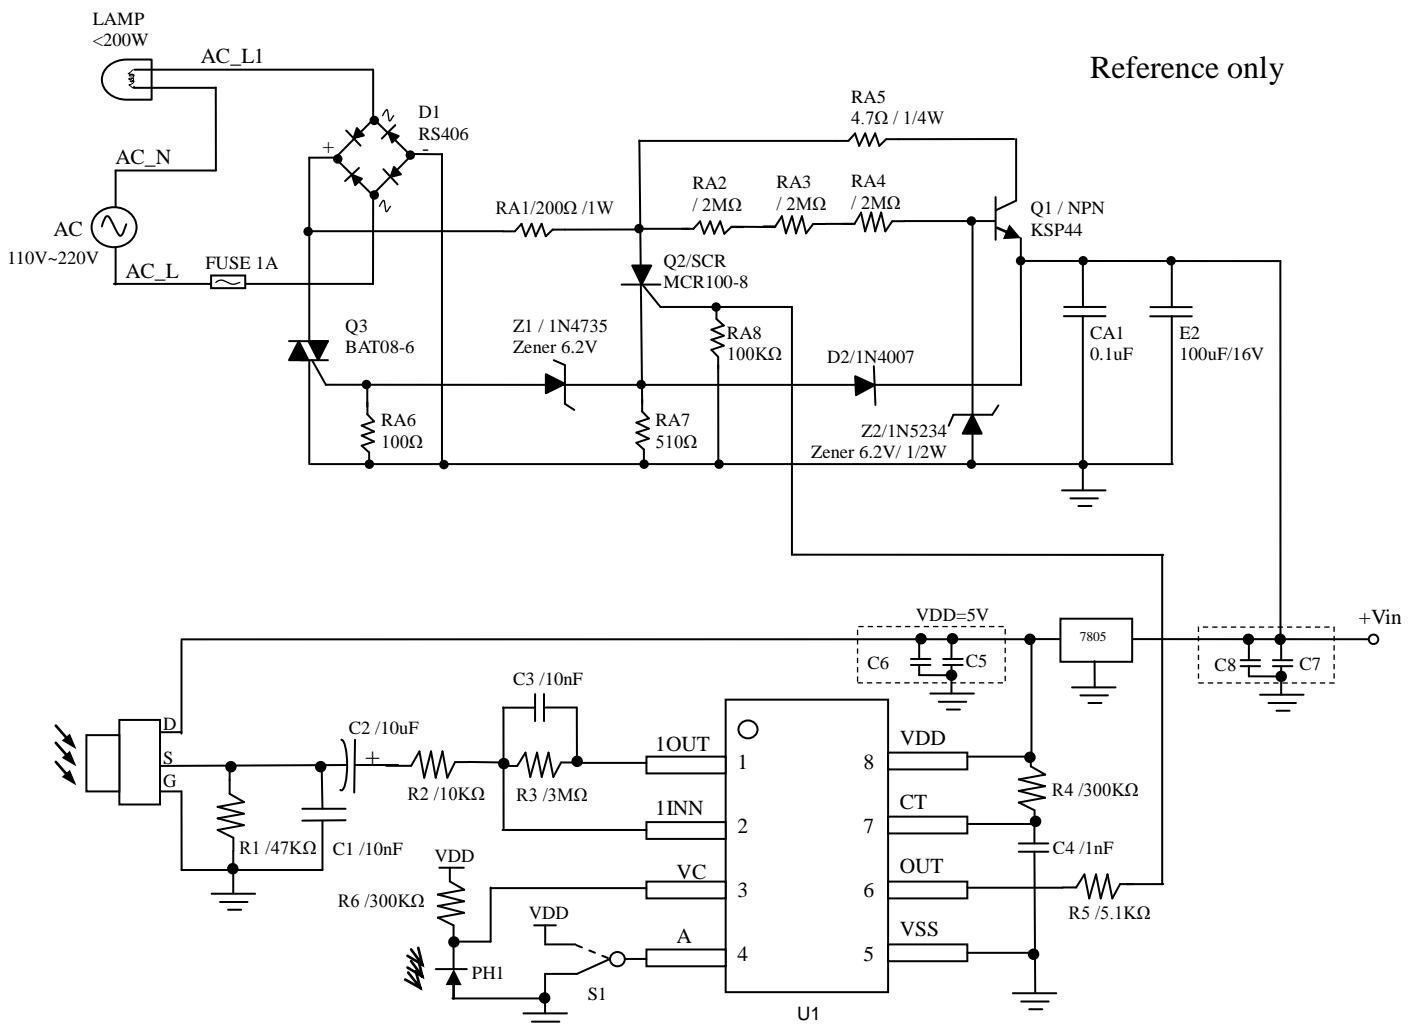 LAMP
<200W
AC_L1
Reference only
D1
RS406
+
-
RA5
4.7Ω / 1/4W
AC_N
RA1/200Ω /1W
RA2
/ 2MΩ
RA3
/ 2MΩ
RA4
/ 2MΩ
Q1 / NPN
KSP44
AC
110V~220V
AC_L
FUSE 1A
Q2/SCR
MCR100-8
Q3
BAT08-6
Z1 / 1N4735
Zener 6.2V
RA8
100KΩ
D2/1N4007
CA1
0.1uF
E2
100uF/16V
RA6
100Ω
RA7
510Ω
Z2/1N5234
Zener 6.2V/ 1/2W
VDD=5V
7805
+Vin
C6
C5
C8
C7
C3 /10nF
D
S
G
C2 /10uF
+
R2 /10KΩ
R3 /3MΩ
1OUT
1
8
VDD
R4 /300KΩ
1INN
2
7
CT
R1 /47KΩ
C1 /10nF
C4 /1nF
VDD
R6 /300KΩ
VC
3
6
OUT
R5 /5.1KΩ
VDD
A
4
5
VSS
PH1
S1
U1